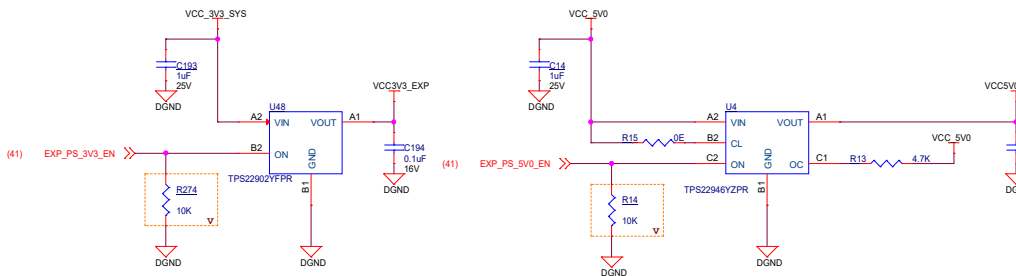 VCC_3V3_SYS
C193
1uF
25V
DGND
U48
VCC3V3_EXP
A2
VIN
VOUT
A1
B2
ON
GND
B1
TPS22902YFPR
C194
0.1uF
16V
DGND
(41)
EXP_PS_3V3_EN
R274
10K
V
DGND
DGND
VCC_5V0
C14
1uF
25V
DGND
U4
A2
VIN
VOUT
A1
R15
0E
B2
CL
C2
ON
OC
C1
R13
4.7K
VCC_5V0
GND
B1
TPS22946YZPR
(41)
EXP_PS_5V0_EN
R14
10K
V
DGND
DGND
VCC5V0